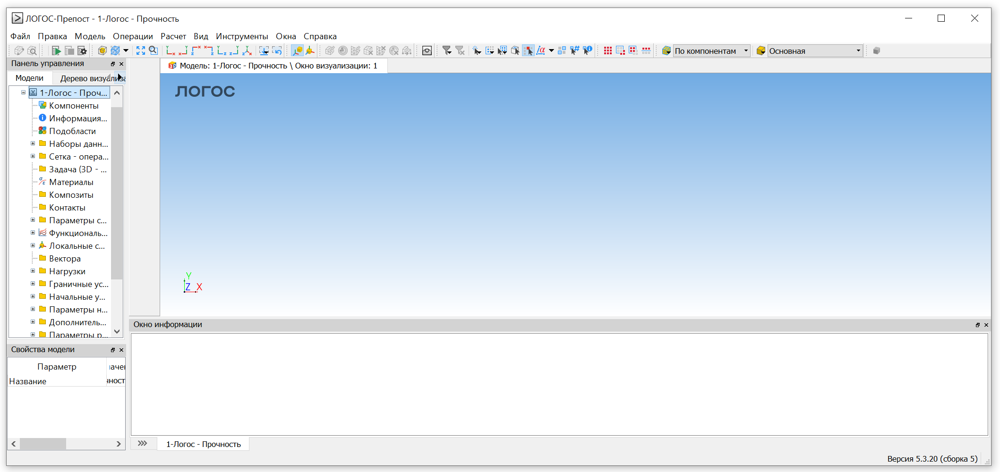 ЛОГОС-Препост - 1-Логос - Прочность
Файл Правка Модель Операции Расчет Вид Инструменты Окна Справка
По компонентам Основная
Панель управления
Модели Дерево визуализа
Модель: 1-Логос - Прочность \ Окно визуализации: 1
ЛОГОС
1-Логос - Проч...
Компоненты
Информация...
Подобласти
Наборы данн...
Сетка - опера...
Задача (3D - ...
Материалы
Композиты
Контакты
Параметры с...
Функциональ...
Локальные с...
Вектора
Нагрузки
Граничные ус...
Начальные у...
Параметры н...
Дополнитель...
Параметры р...
Y
Z X
Окно информации
Свойства модели
Параметр ачен
Название ност
1-Логос - Прочность
Версия 5.3.20 (сборка 5)